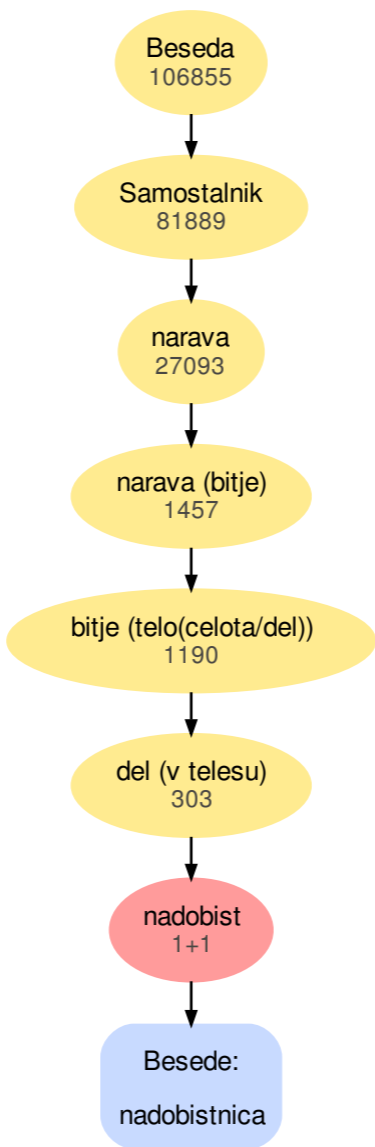 Beseda
106855
Samostalnik
81889
narava
27093
narava (bitje)
1457
bitje (telo(celota/del))
1190
del (v telesu)
303
nadobist
1+1
Besede:
nadobistnica